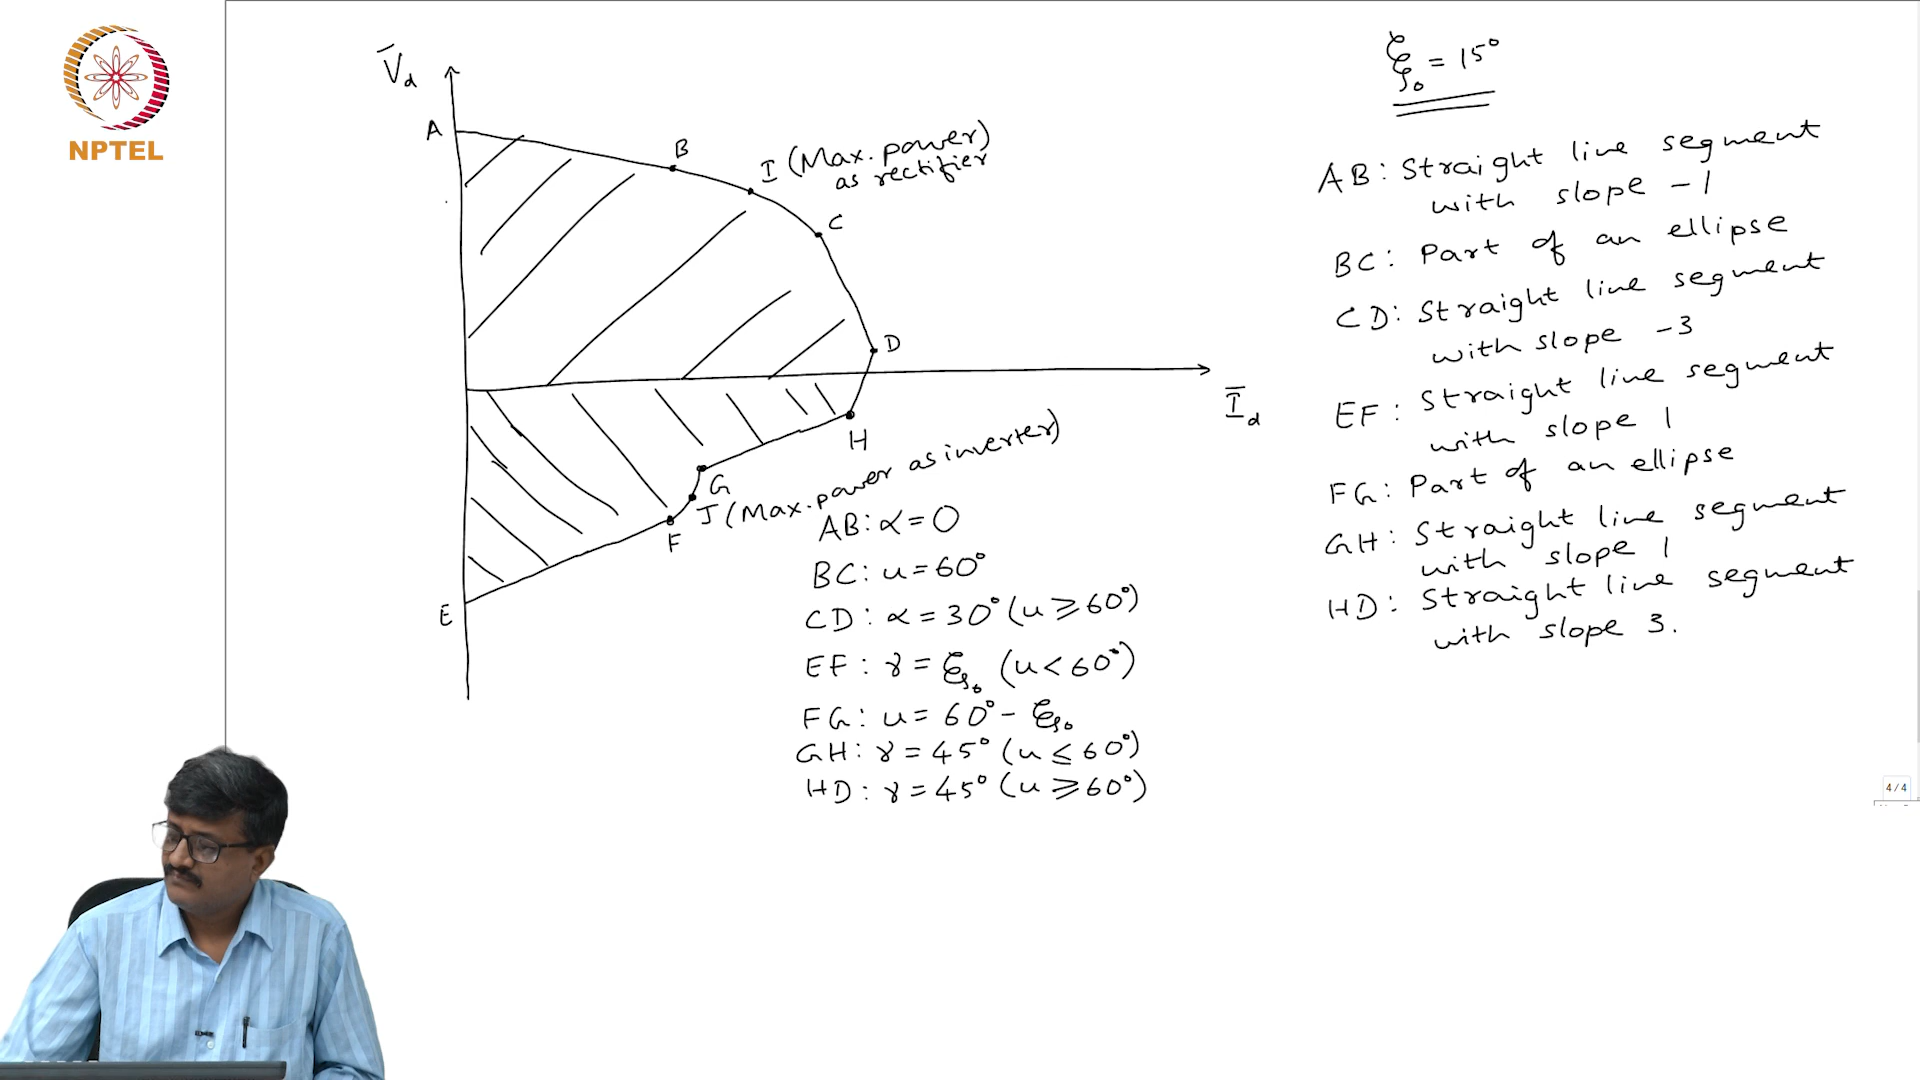 NPTEL
V̄d
A
B
I (Max. power)
as rectifier
C
D
Īd
H
G
J (Max. power as inverter)
F
E
AB: α = 0
BC: u = 60°
CD: α = 30° (u ≥ 60°)
EF: γ = ξ₀ (u < 60°)
FG: u = 60° - ξ₀
GH: γ = 45° (u ≤ 60°)
HD: γ = 45° (u ≥ 60°)
ξ₀ = 15°
AB: Straight line segment
with slope -1
BC: Part of an ellipse
CD: Straight line segment
with slope -3
EF: Straight line segment
with slope 1
FG: Part of an ellipse
GH: Straight line segment
with slope 1
HD: Straight line segment
with slope 3.
4/4